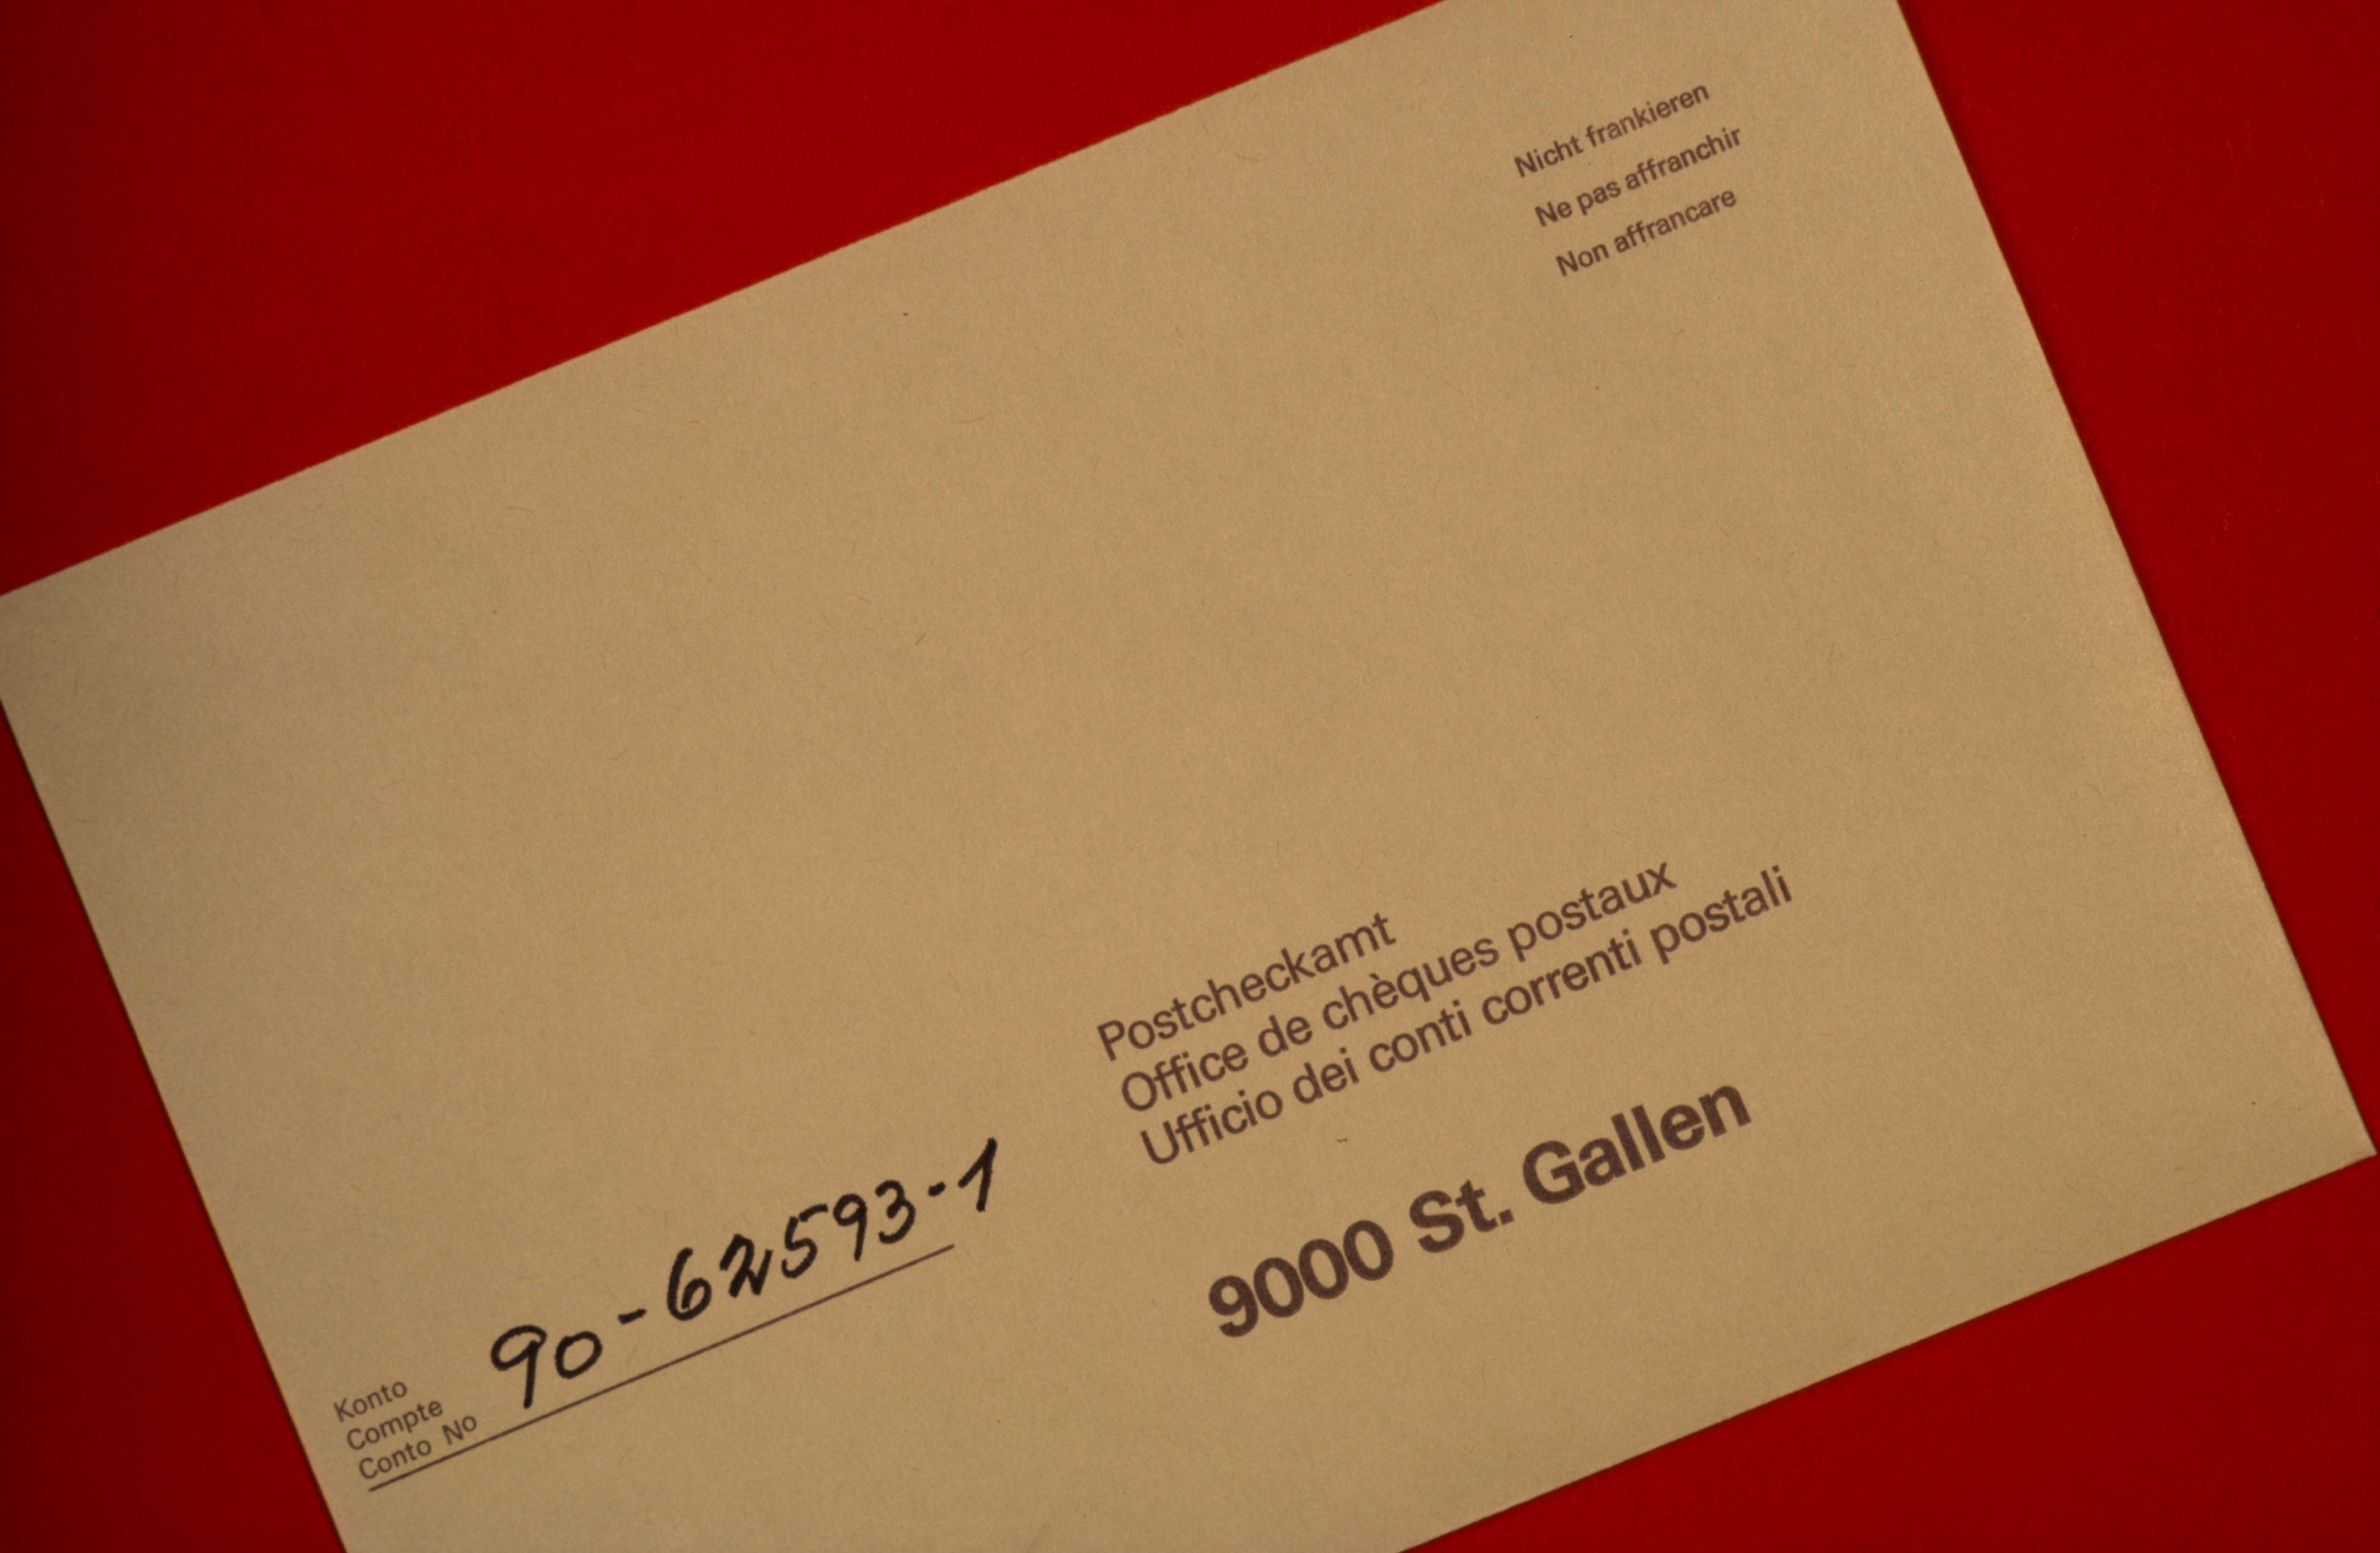 Nicht frankieren
Ne pas affranchir
Non affrancare
Postcheckamt
Office de chèques postaux
Ufficio dei conti correnti postali
9000 St. Gallen
Konto
Compte
Conto No 90-62593-1